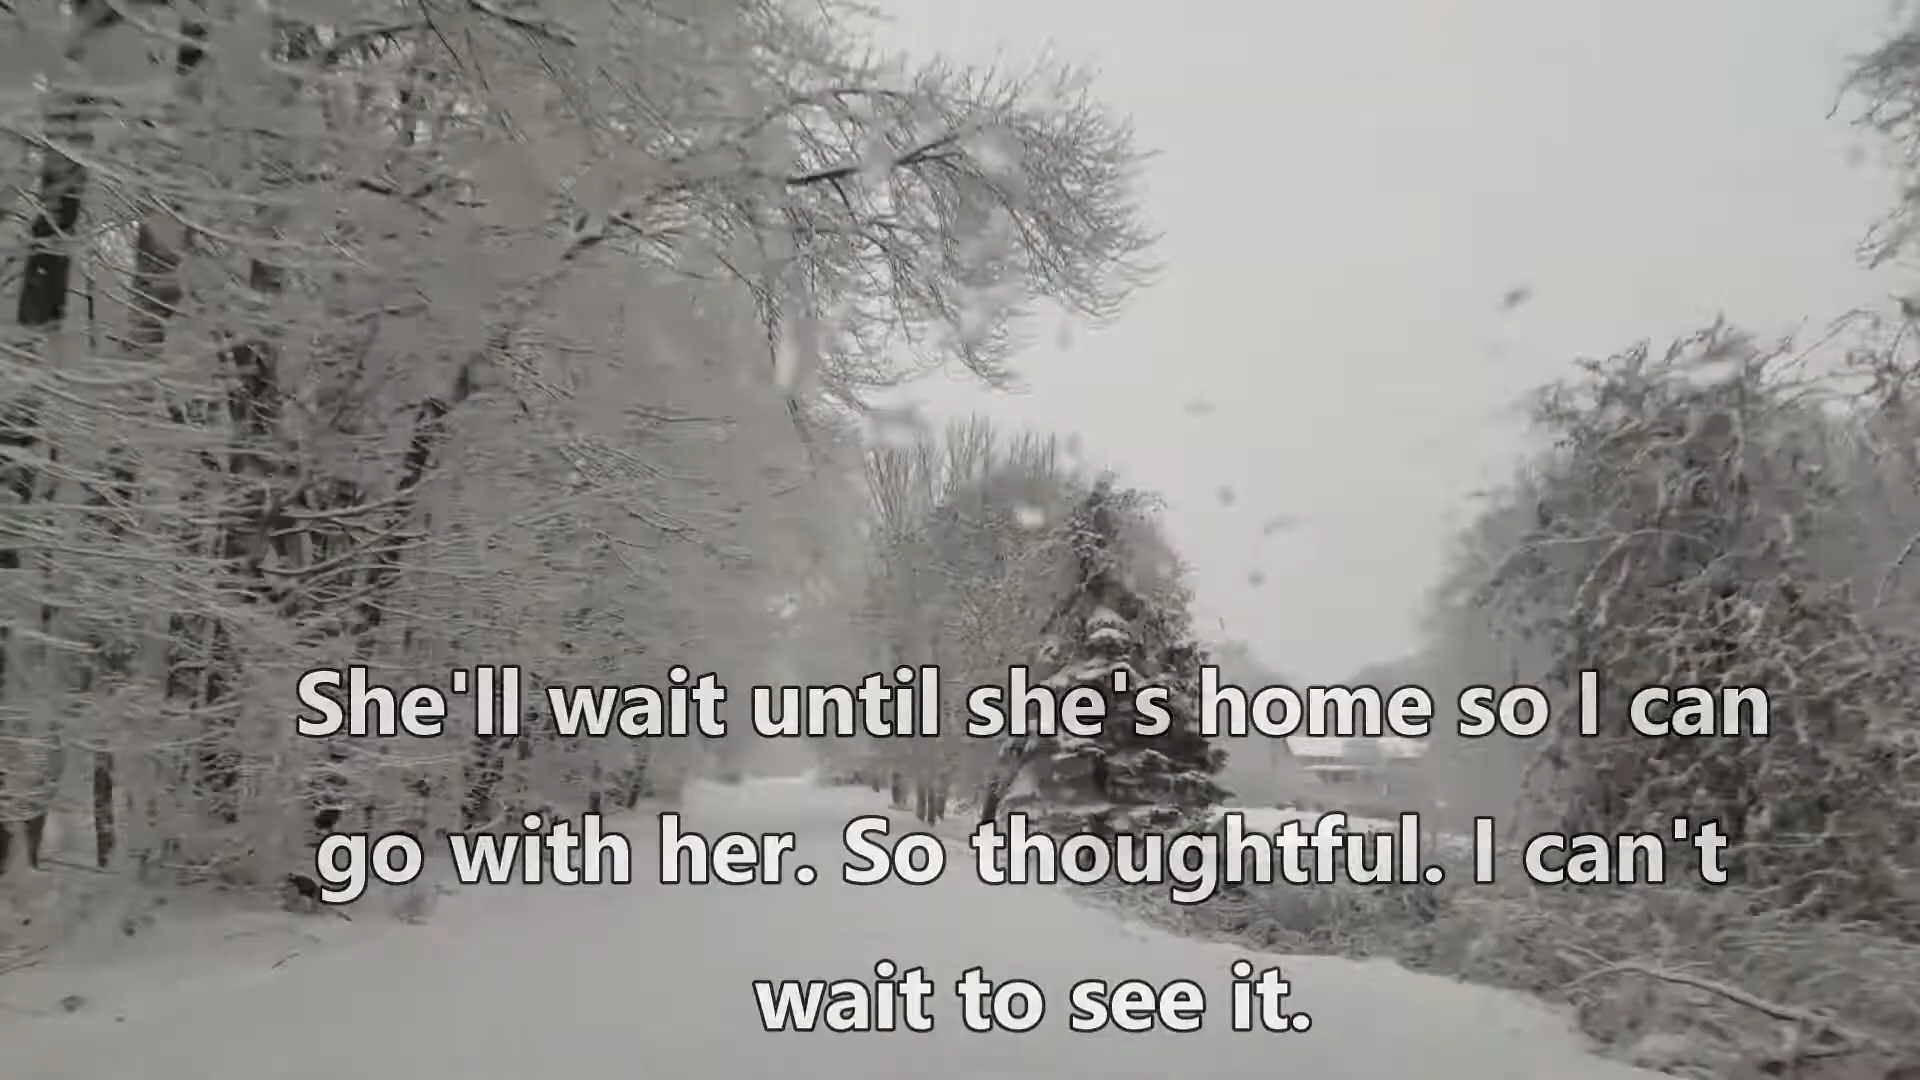 She'll wait until she's home so I can
go with her. So thoughtful. I can't
wait to see it.